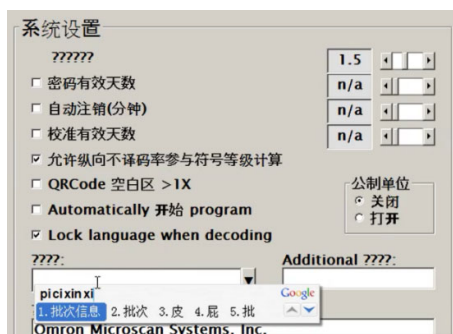 系统设置
??????
1.5
密码有效天数
n/a
自动注销(分钟)
n/a
校准有效天数
n/a
允许纵向不译码率参与符号等级计算
QRCode 空白区 >1X
公制单位
关闭
打开
Automatically 开始 program
Lock language when decoding
????:
Additional ????:
picixinxi
Google
1.批次信息 2.批次 3.皮 4.屁 5.批
Omron Microscan Systems, Inc.